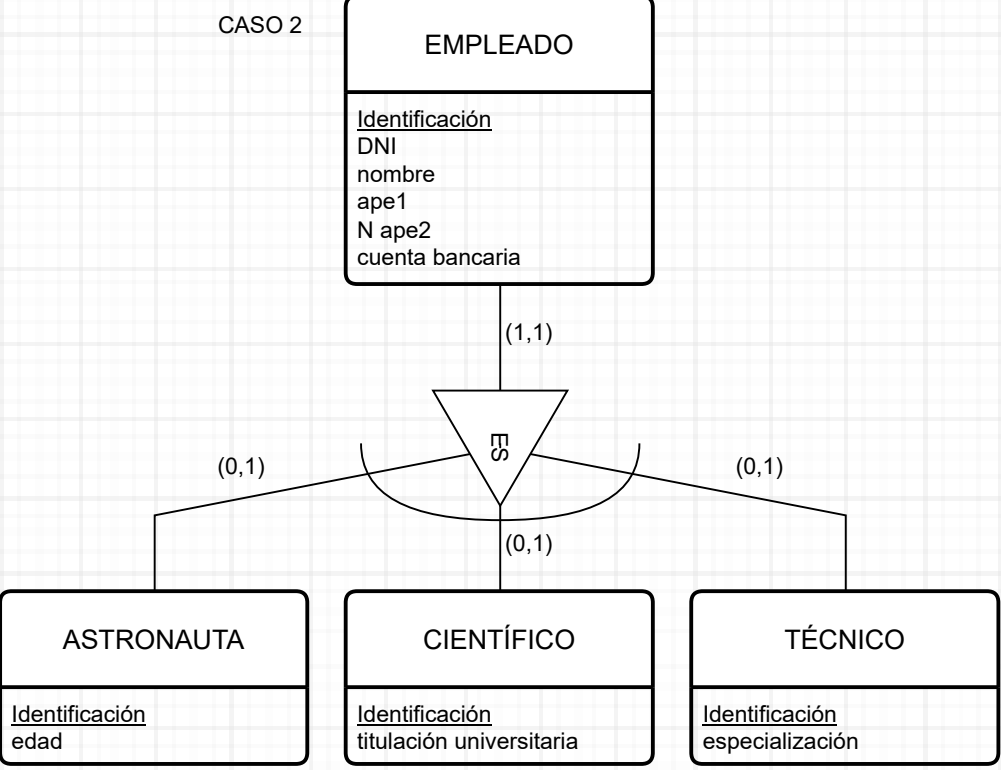 CASO 2
EMPLEADO
Identificación
DNI
nombre
ape1
N ape2
cuenta bancaria
(1,1)
ES
(0,1)
(0,1)
(0,1)
ASTRONAUTA
Identificación
edad
CIENTÍFICO
Identificación
titulación universitaria
TÉCNICO
Identificación
especialización